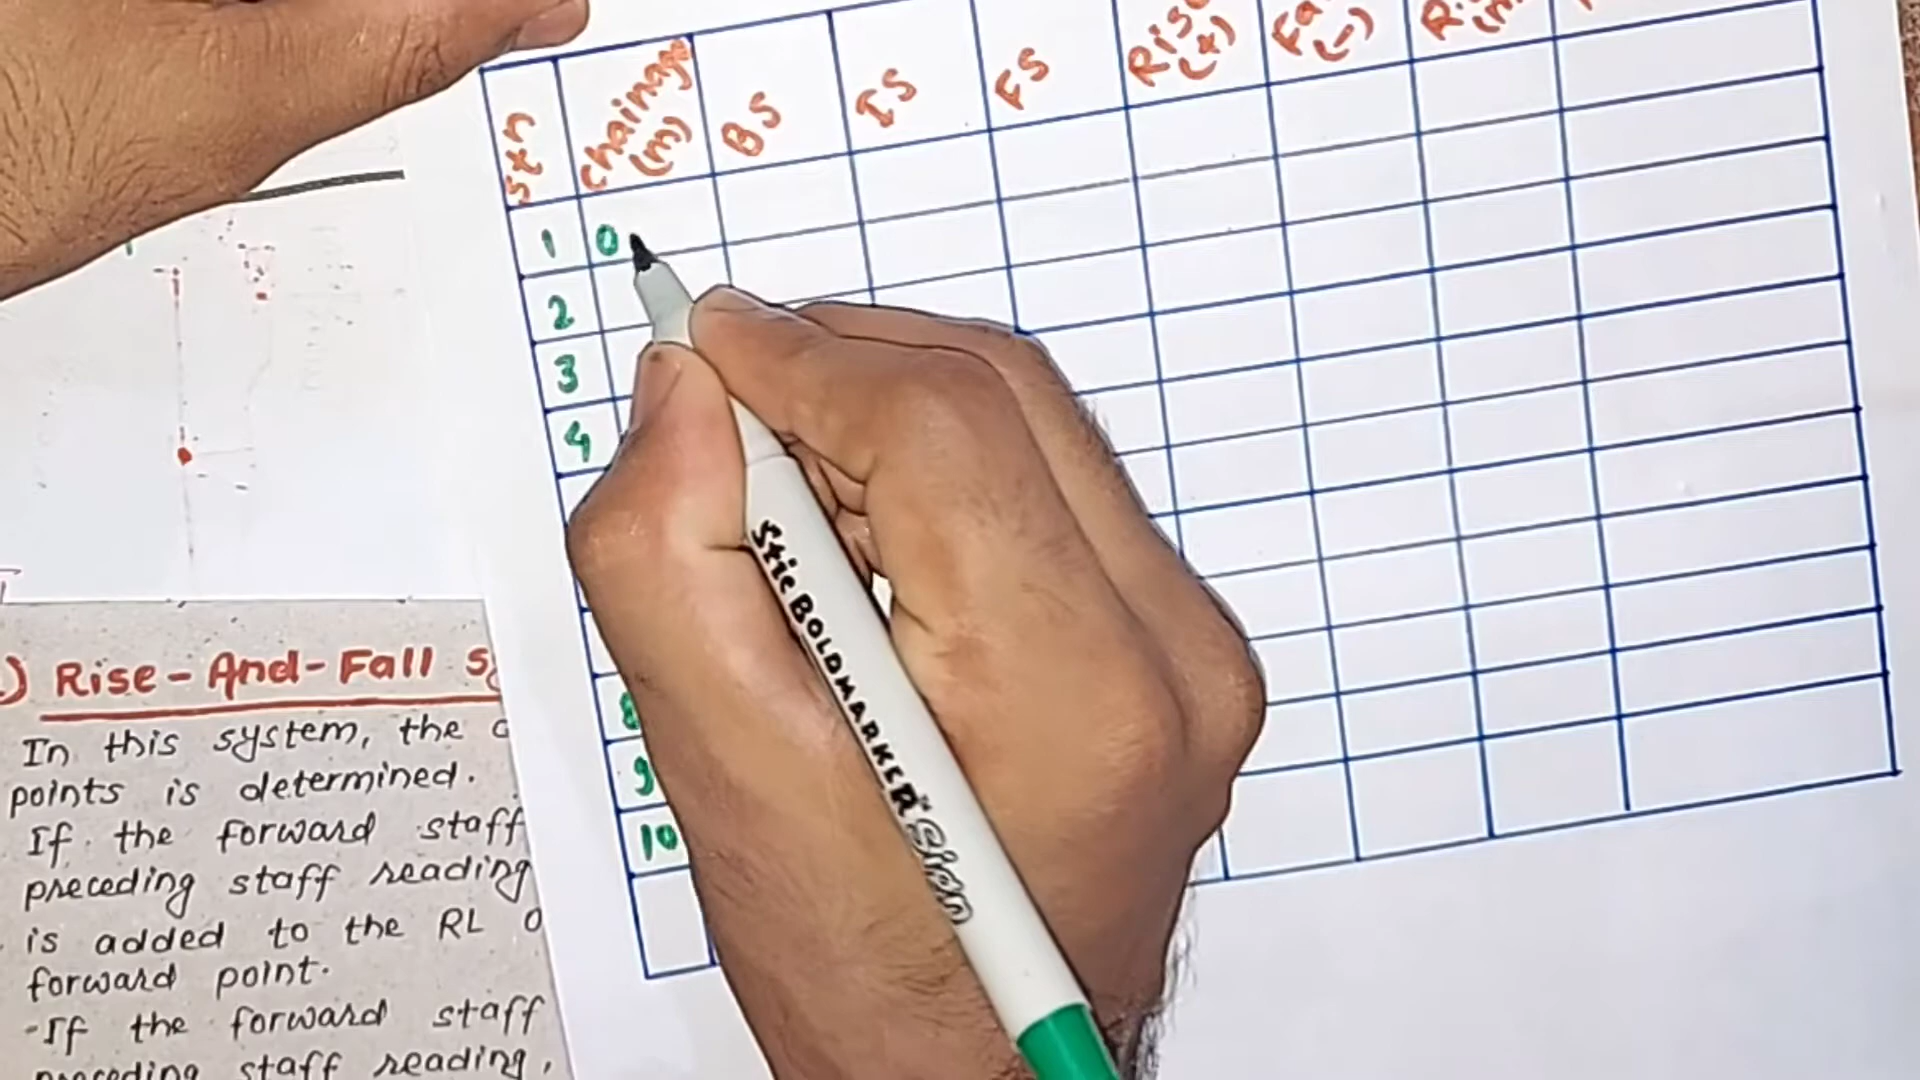 Stn Chainage (m) BS IS FS Rise (+)
1 0
2
3
4
8
9
10
Rise-And-Fall
In this system, the
points is determined.
If the forward staff
preceding staff reading
is added to the RL
forward point.
-If the forward staff
preceding staff reading,
Stic BOLDMARKER